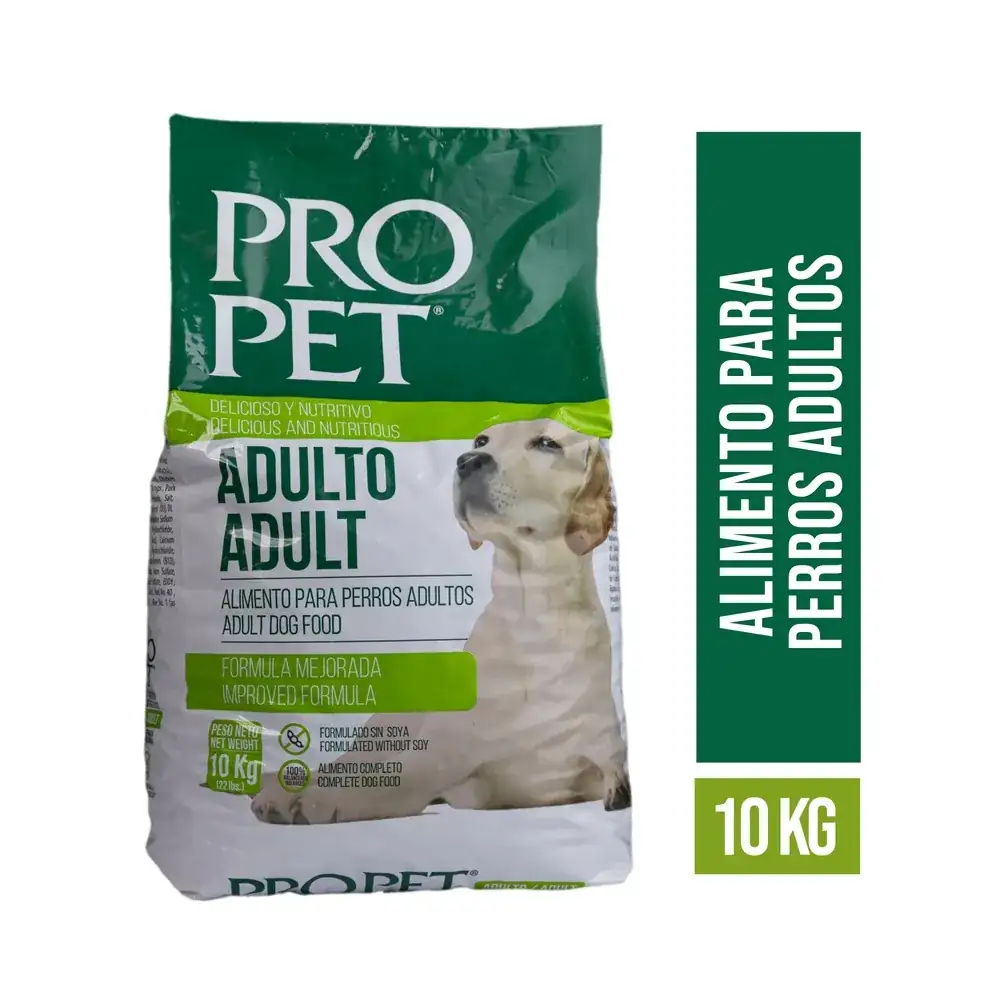 PRO
PET®
DELICIOSO Y NUTRITIVO
DELICIOUS AND NUTRITIOUS
ADULTO
ADULT
ALIMENTO PARA PERROS ADULTOS
ADULT DOG FOOD
FORMULA MEJORADA
IMPROVED FORMULA
PESO NETO
NET WEIGHT
10 Kg
(22 lbs.)
FORMULADO SIN SOYA
FORMULATED WITHOUT SOY
100%
ALIMENTO COMPLETO
COMPLETE DOG FOOD
PROPET®
ADULTO / ADULT
ALIMENTO PARA
PERROS ADULTOS
10 KG